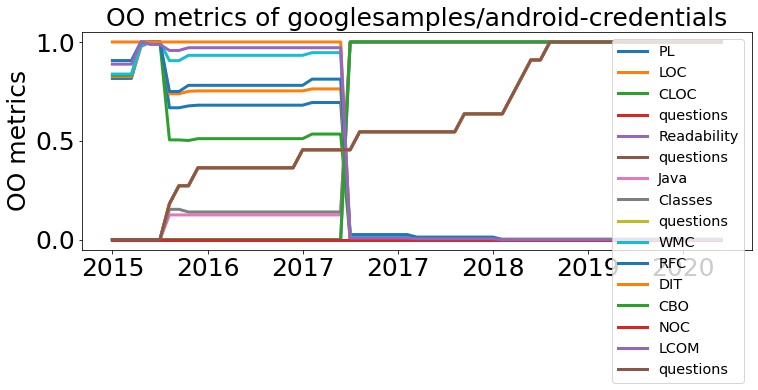 OO metrics of googlesamples/android-credentials
OO metrics
1.0
0.5
0.0
2015
2016
2017
2017
2018
2019
2020
PL
LOC
CLOC
questions
Readability
questions
Java
Classes
questions
WMC
RFC
DIT
CBO
NOC
LCOM
questions